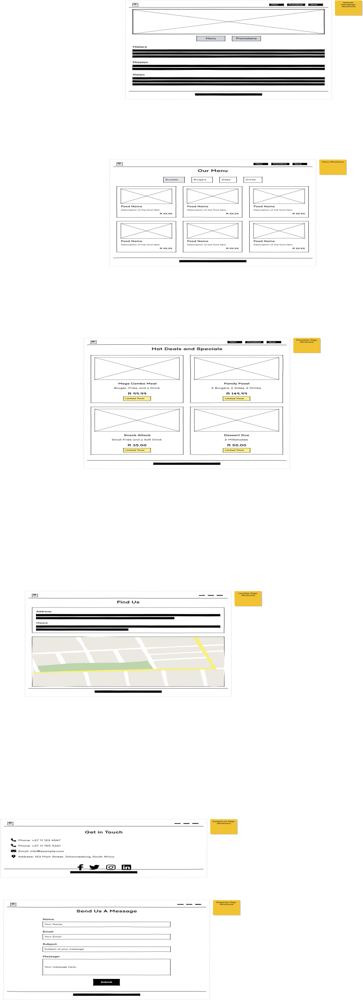 Menu Promotions About
Website
Homepage
Wireframe
Menu Promotions
History
Mission
Vision
Menu Promotions About
Menu Wireframe
Our Menu
Buckets Burgers Sides Drinks
Food Name Food Name Food Name
Description of the food item. Description of the food item. Description of the food item.
R XX.XX R XX.XX R XX.XX
Food Name Food Name Food Name
Description of the food item. Description of the food item. Description of the food item.
R XX.XX R XX.XX R XX.XX
Menu Promotions About
Promotion Page
Wireframe
Hot Deals and Specials
Mega Combo Meal Family Feast
Burger, Fries, and a Drink 2 Burgers, 2 Sides, 2 Drinks
R 99.99 R 149.99
Limited Time! Limited Time!
Snack Attack Dessert Duo
Small Fries and a Soft Drink 2 Milkshakes
R 35.00 R 50.00
Limited Time! Limited Time!
Location Page
Wireframe
Find Us
Address:
Hours:
Contact Us Page
Wireframe
Get in Touch
Phone: +27 11 123 4567
Phone: +27 11 765 4321
Email: info@example.com
Address: 123 Main Street, Johannesburg, South Africa
Enquiries Page
Wireframe
Send Us A Message
Name:
Your Name
Email:
Your Email
Subject:
Subject of your message
Message:
Your message here...
Submit